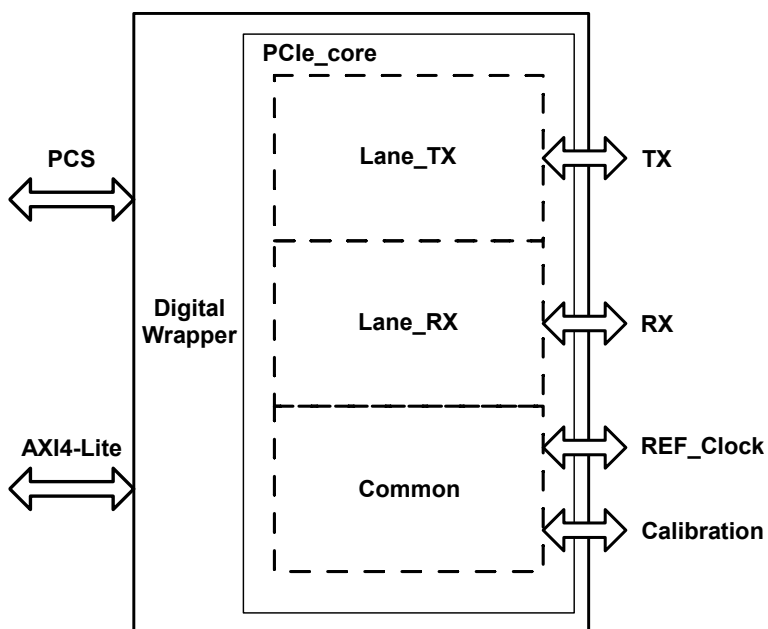 PCIe_core
Lane_TX
PCS
TX
Digital
Wrapper
Lane_RX
RX
AXI4-Lite
REF_Clock
Common
Calibration